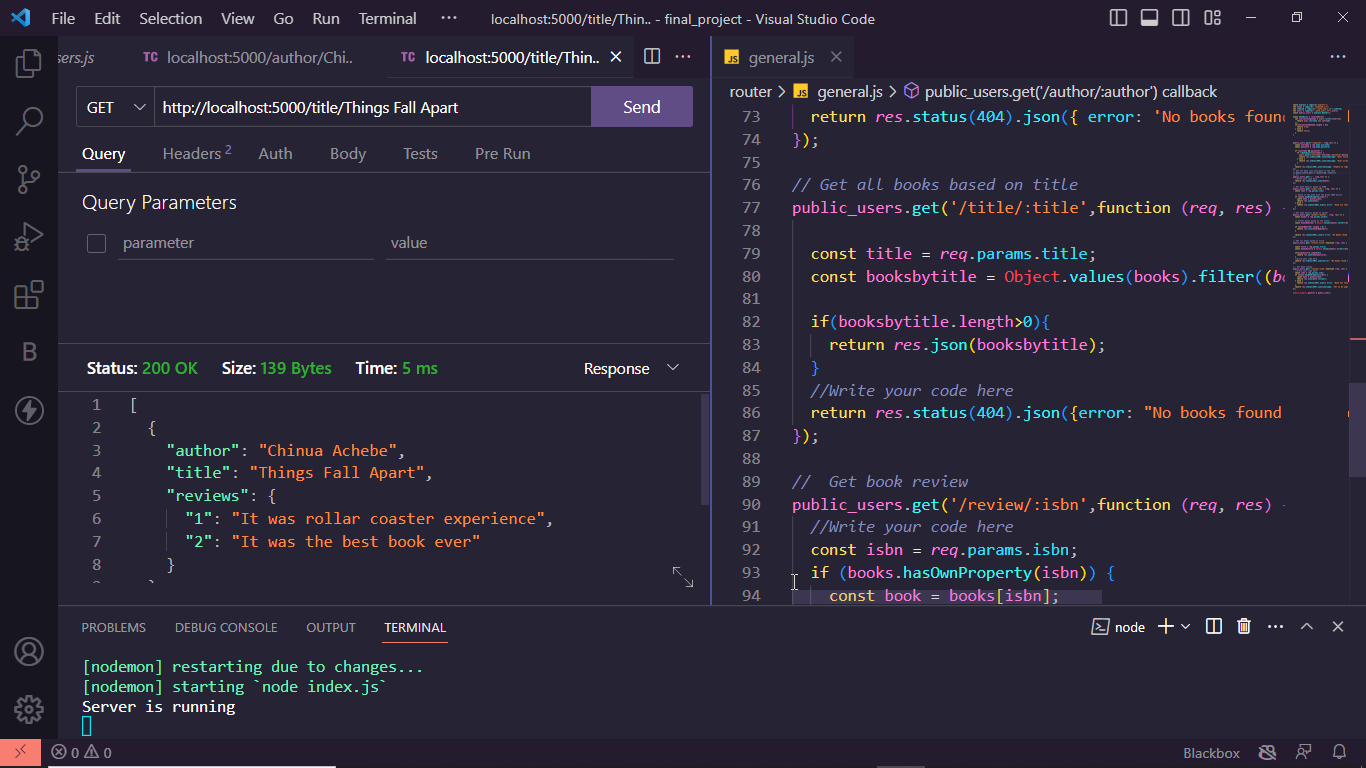 File Edit Selection View Go Run Terminal ··· localhost:5000/title/Thin.. - final_project - Visual Studio Code
sers.js TC localhost:5000/author/Chi.. TC localhost:5000/title/Thin.. JS general.js
GET http://localhost:5000/title/Things Fall Apart Send
Query Headers 2 Auth Body Tests Pre Run
Query Parameters
parameter value
Status: 200 OK Size: 139 Bytes Time: 5 ms Response
1 [
2 {
3 "author": "Chinua Achebe",
4 "title": "Things Fall Apart",
5 "reviews": {
6 "1": "It was rollar coaster experience",
7 "2": "It was the best book ever"
8 }
router > JS general.js > public_users.get('/author/:author') callback
73 return res.status(404).json({ error: 'No books foun
74 });
75
76 // Get all books based on title
77 public_users.get('/title/:title',function (req, res)
78
79 const title = req.params.title;
80 const booksbytitle = Object.values(books).filter((b
81
82 if(booksbytitle.length>0){
83 return res.json(booksbytitle);
84 }
85 //Write your code here
86 return res.status(404).json({error: "No books found
87 });
88
89 //  Get book review
90 public_users.get('/review/:isbn',function (req, res)
91 //Write your code here
92 const isbn = req.params.isbn;
93 if (books.hasOwnProperty(isbn)) {
94 const book = books[isbn];
PROBLEMS DEBUG CONSOLE OUTPUT TERMINAL node
[nodemon] restarting due to changes...
[nodemon] starting `node index.js`
Server is running
0 0 Blackbox
B